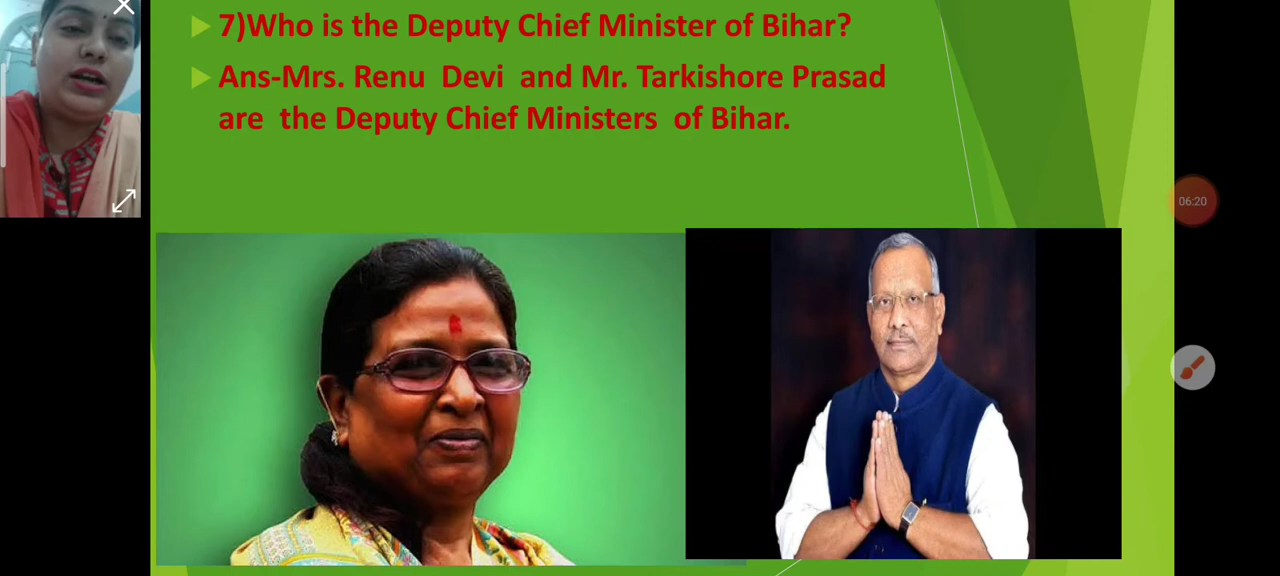 7)Who is the Deputy Chief Minister of Bihar?
Ans-Mrs. Renu Devi and Mr. Tarkishore Prasad
are the Deputy Chief Ministers of Bihar.
06:20